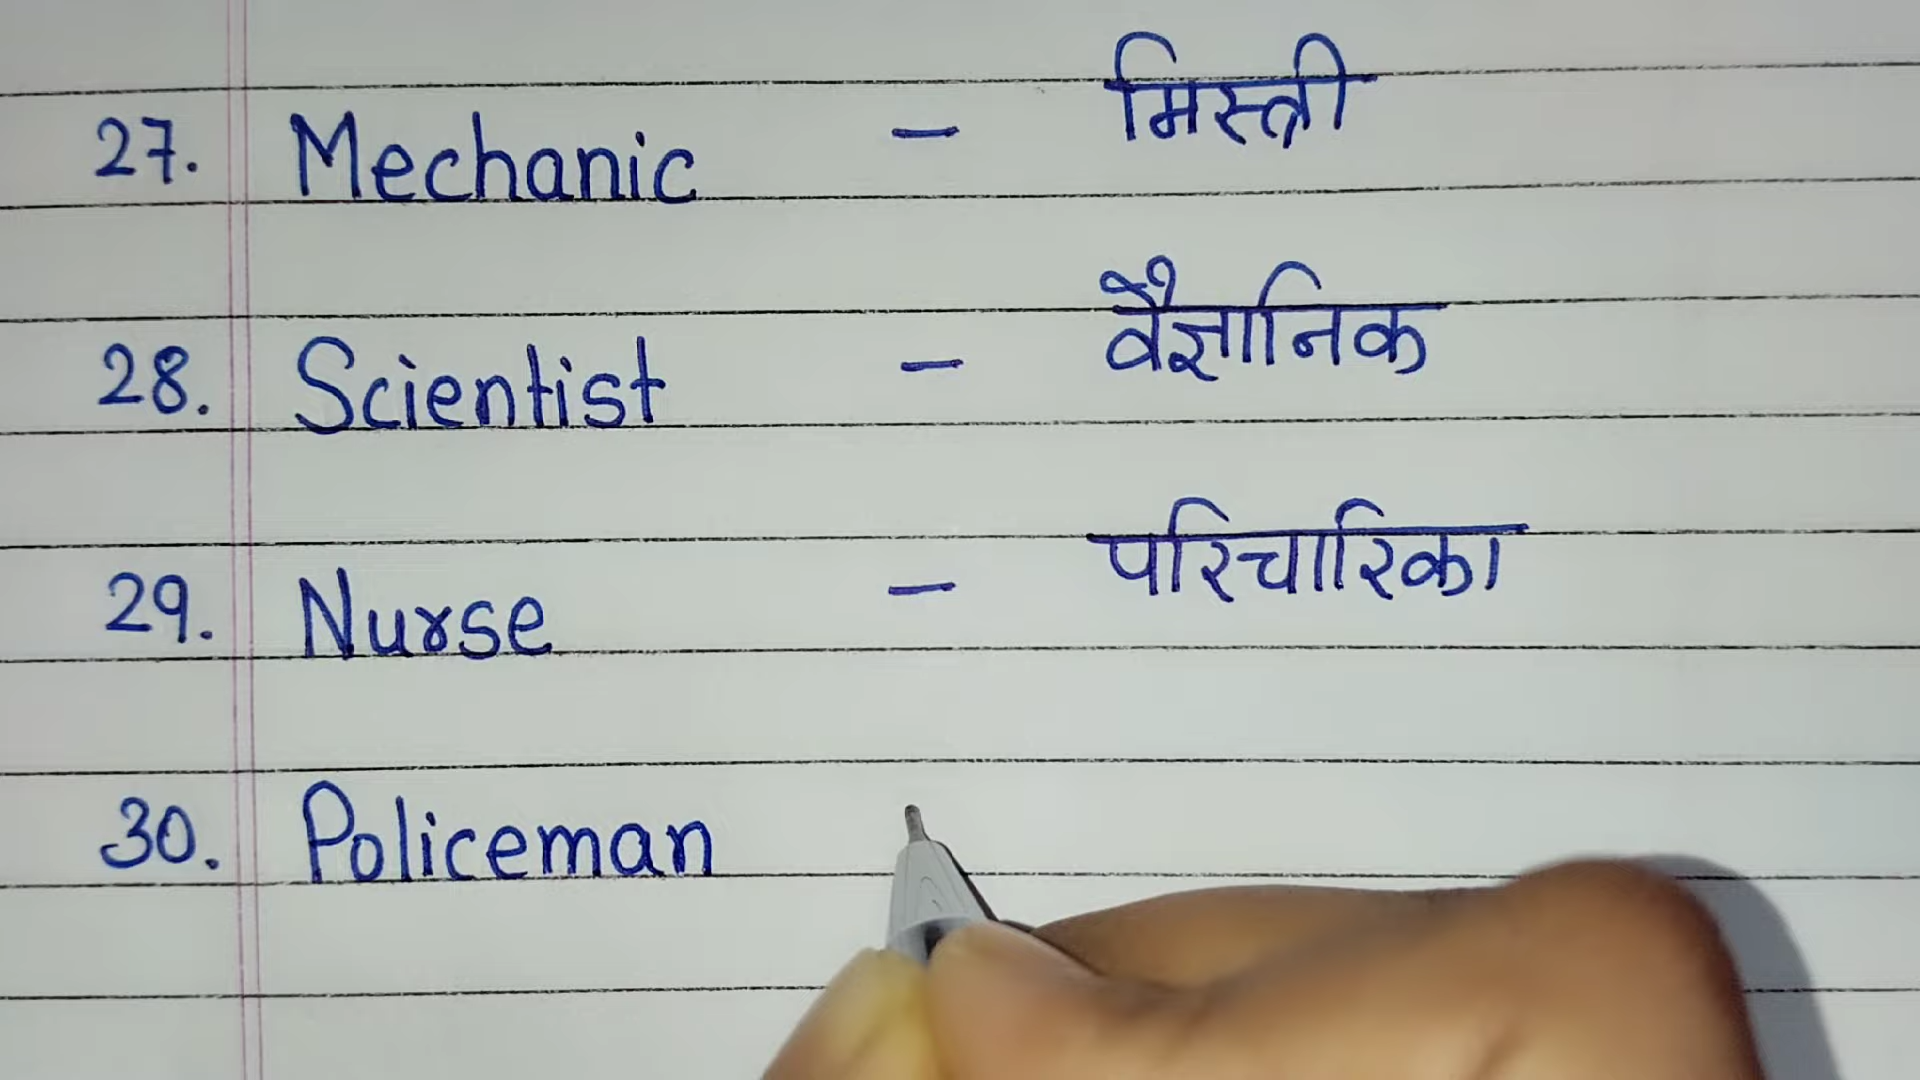 27. Mechanic - मिस्त्री
28. Scientist - वैज्ञानिक
29. Nurse - परिचारिका
30. Policeman